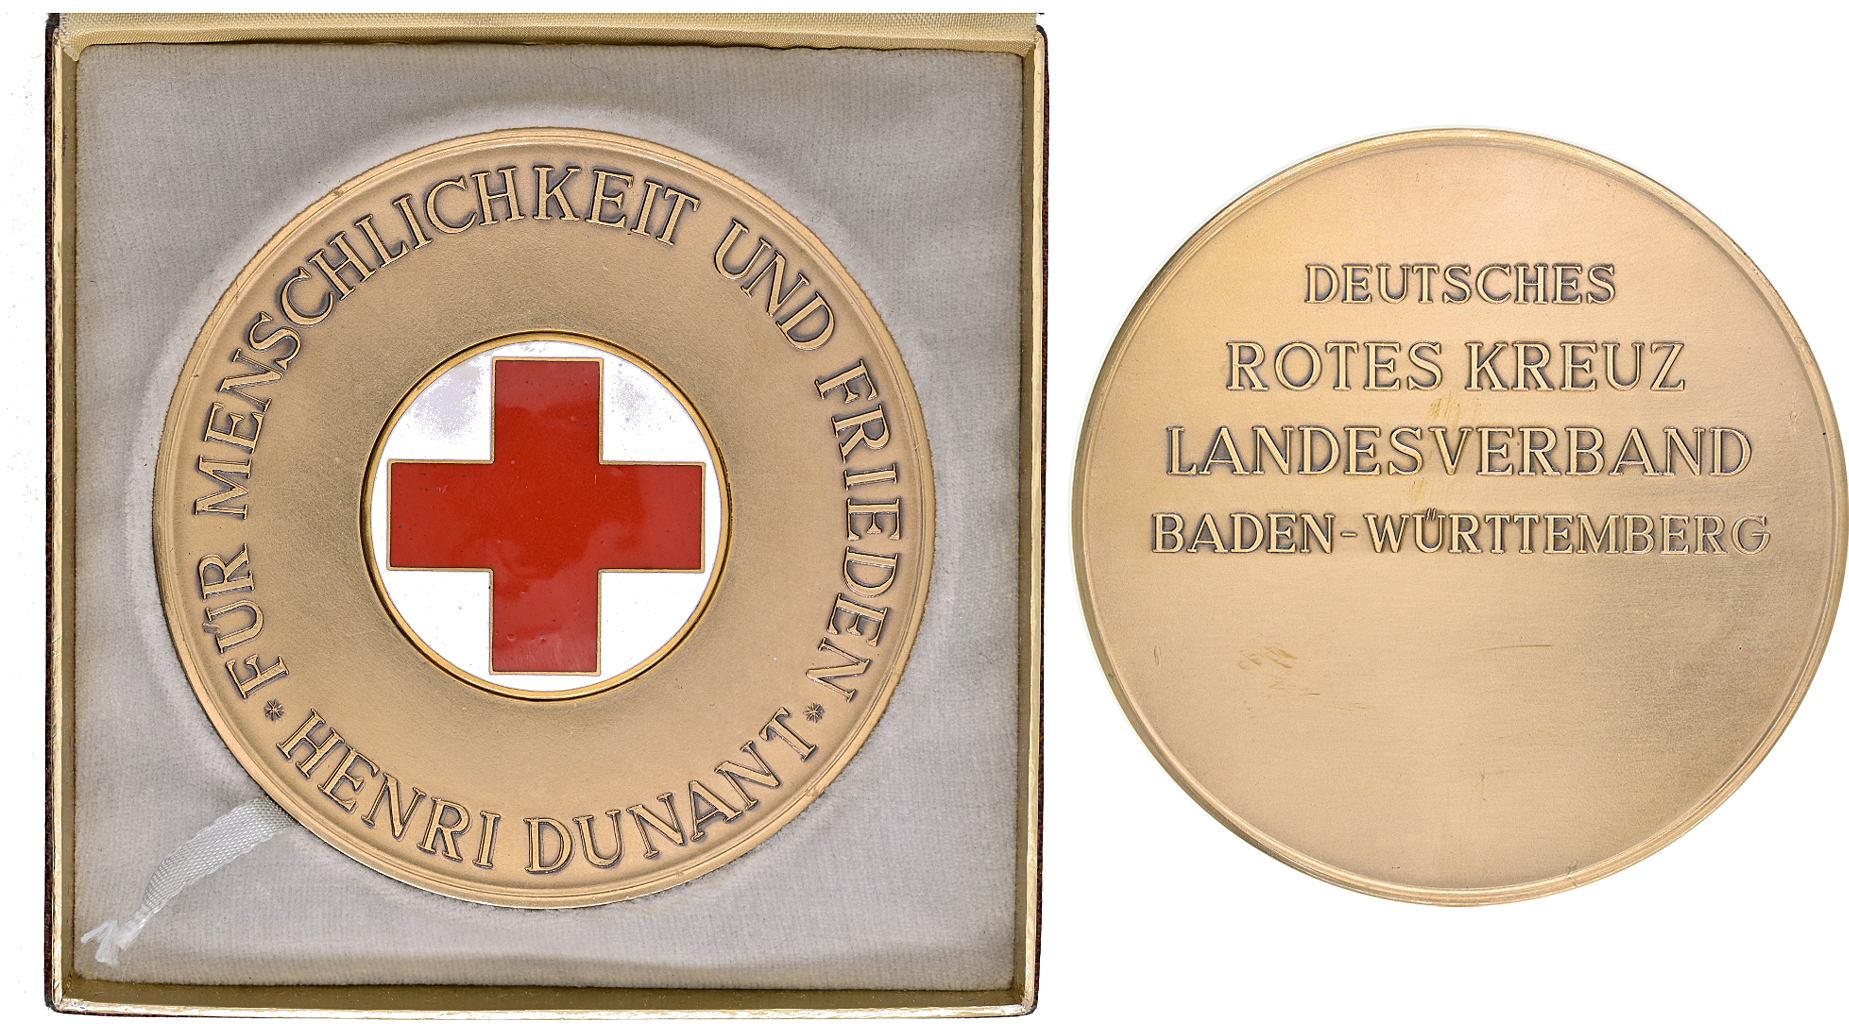 FÜR MENSCHLICHKEIT UND FRIEDEN
* HENRI DUNANT *
DEUTSCHES
ROTES KREUZ
LANDESVERBAND
BADEN-WÜRTTEMBERG